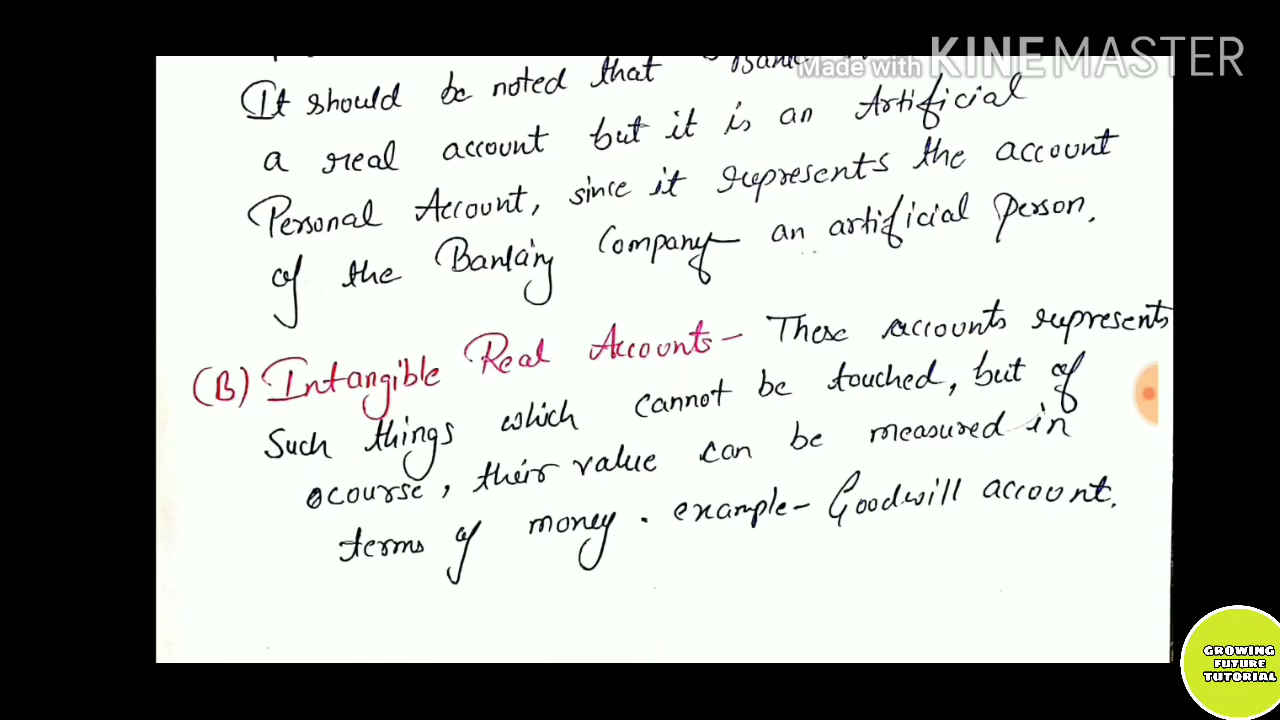 Made with KINEMASTER
It should be noted that Bank
a real account but it is an Artificial
Personal Account, since it represents the account
of the Banking Company an artificial person.
(B) Intangible Real Accounts - These accounts represents
Such things which cannot be touched, but of
course, their value can be measured in
terms of money. example- Goodwill account.
GROWING
FUTURE
TUTORIAL